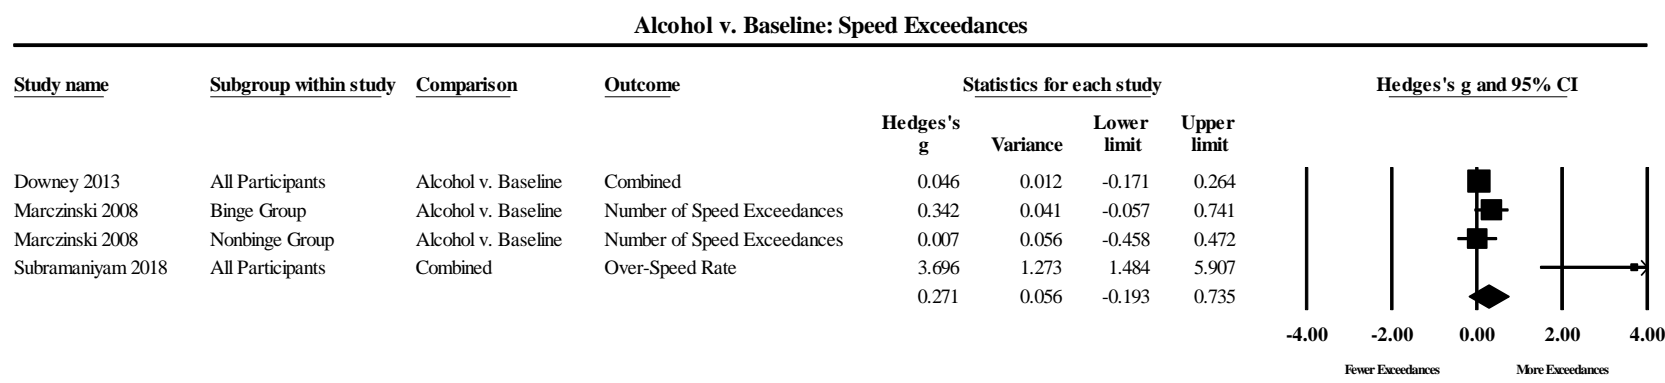 Alcohol v. Baseline: Speed Exceedances
Study name Subgroup within study Comparison Outcome Statistics for each study Hedges's g and 95% CI
Hedges's g Variance Lower limit Upper limit
Downey 2013 All Participants Alcohol v. Baseline Combined 0.046 0.012 -0.171 0.264
Marczinski 2008 Binge Group Alcohol v. Baseline Number of Speed Exceedances 0.342 0.041 -0.057 0.741
Marczinski 2008 Nonbinge Group Alcohol v. Baseline Number of Speed Exceedances 0.007 0.056 -0.458 0.472
Subramaniyam 2018 All Participants Combined Over-Speed Rate 3.696 1.273 1.484 5.907
0.271 0.056 -0.193 0.735
-4.00 -2.00 0.00 2.00 4.00
Fewer Exceedances More Exceedances